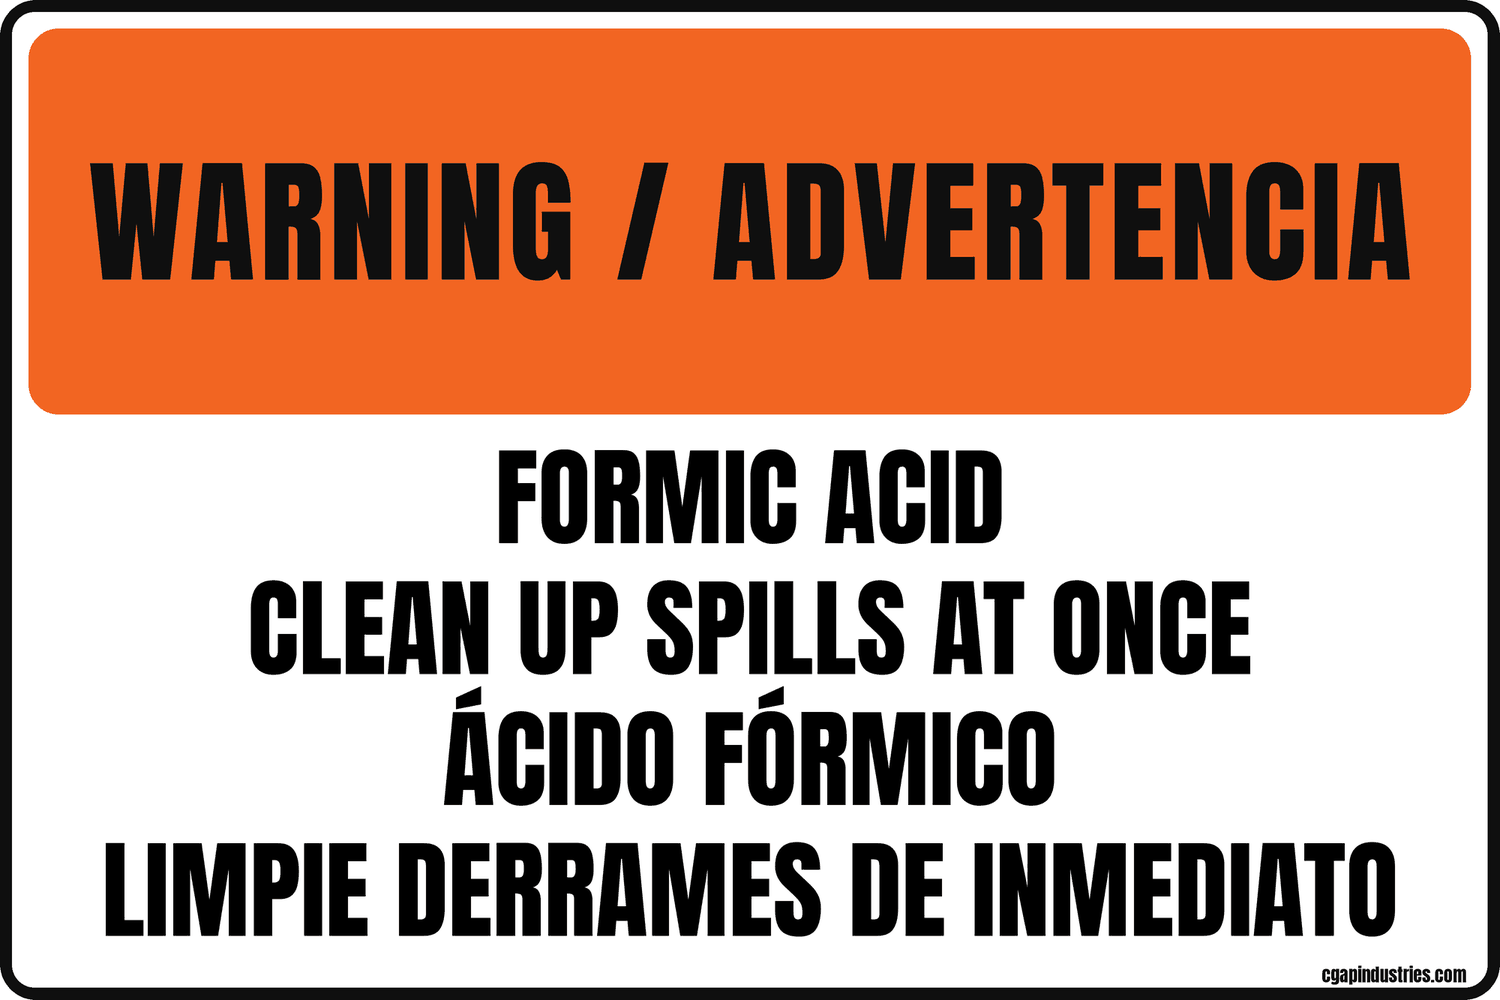 WARNING / ADVERTENCIA
FORMIC ACID
CLEAN UP SPILLS AT ONCE
ÁCIDO FÓRMICO
LIMPIE DERRAMES DE INMEDIATO
cgapindustries.com